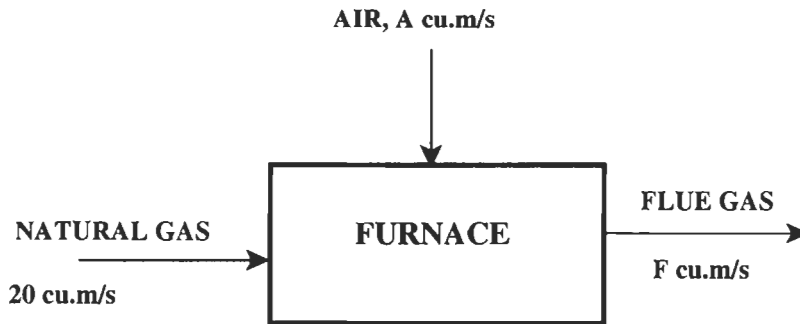 AIR, A cu.m/s
NATURAL GAS
20 cu.m/s
FURNACE
FLUE GAS
F cu.m/s